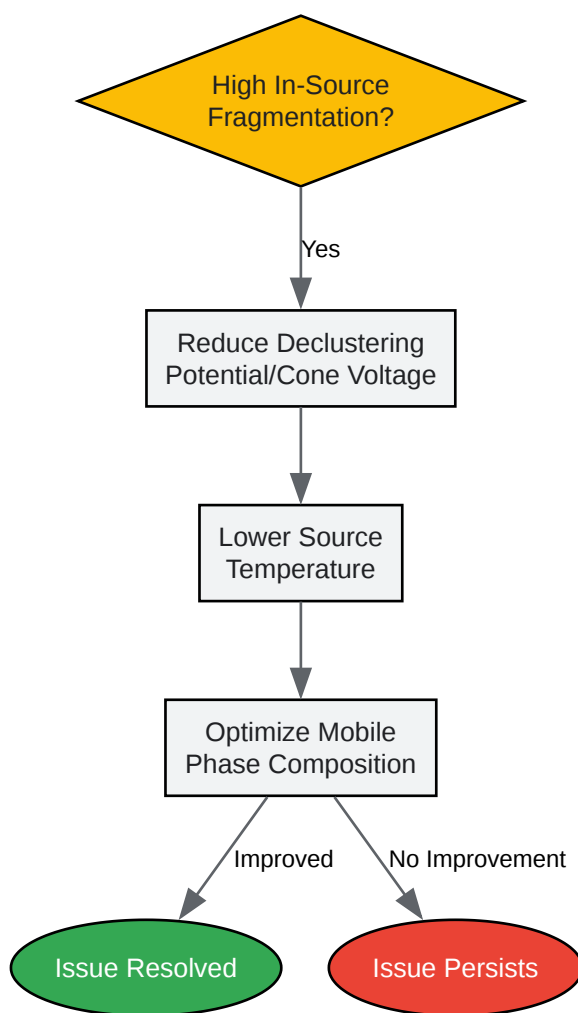 High In-Source
Fragmentation?
Yes
Reduce Declustering
Potential/Cone Voltage
Lower Source
Temperature
Optimize Mobile
Phase Composition
Improved
No Improvement
Issue Resolved
Issue Persists